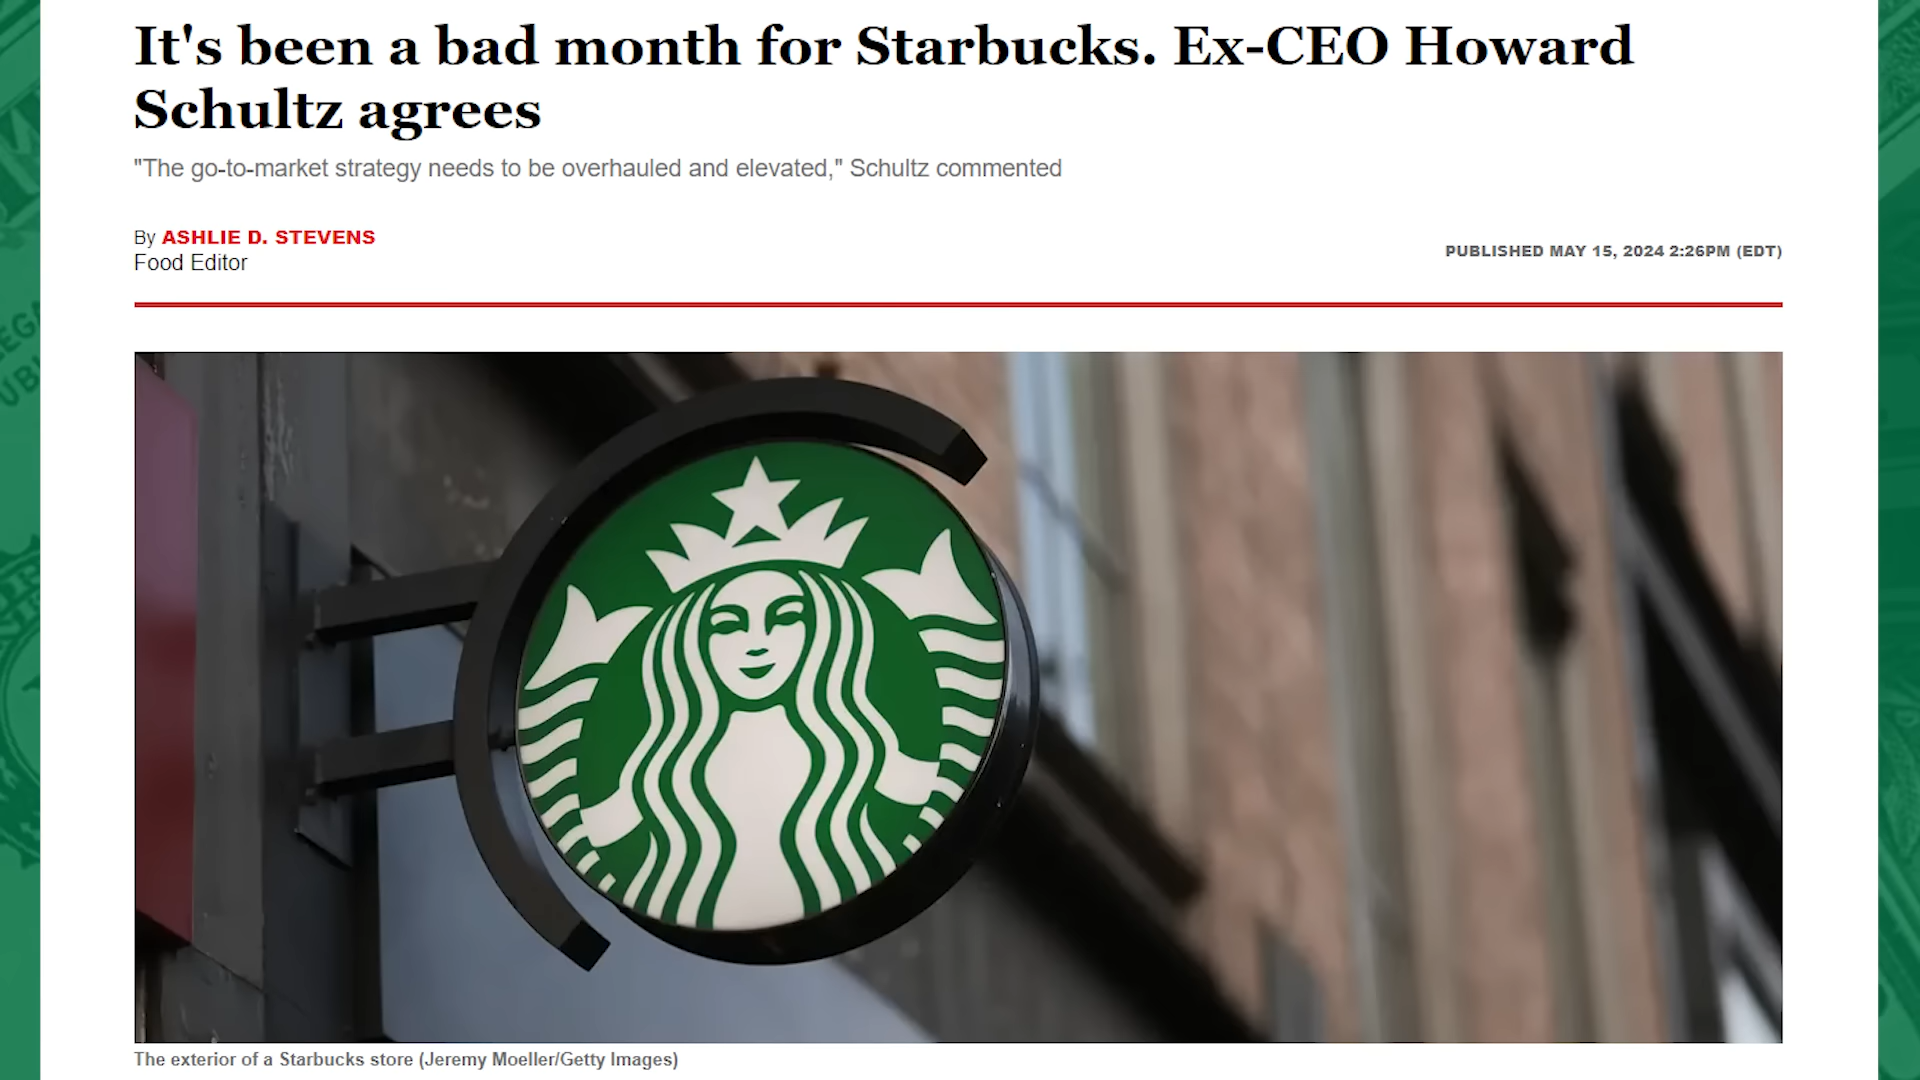 It's been a bad month for Starbucks. Ex-CEO Howard
Schultz agrees
"The go-to-market strategy needs to be overhauled and elevated," Schultz commented
By ASHLIE D. STEVENS
Food Editor
PUBLISHED MAY 15, 2024 2:26PM (EDT)
The exterior of a Starbucks store (Jeremy Moeller/Getty Images)